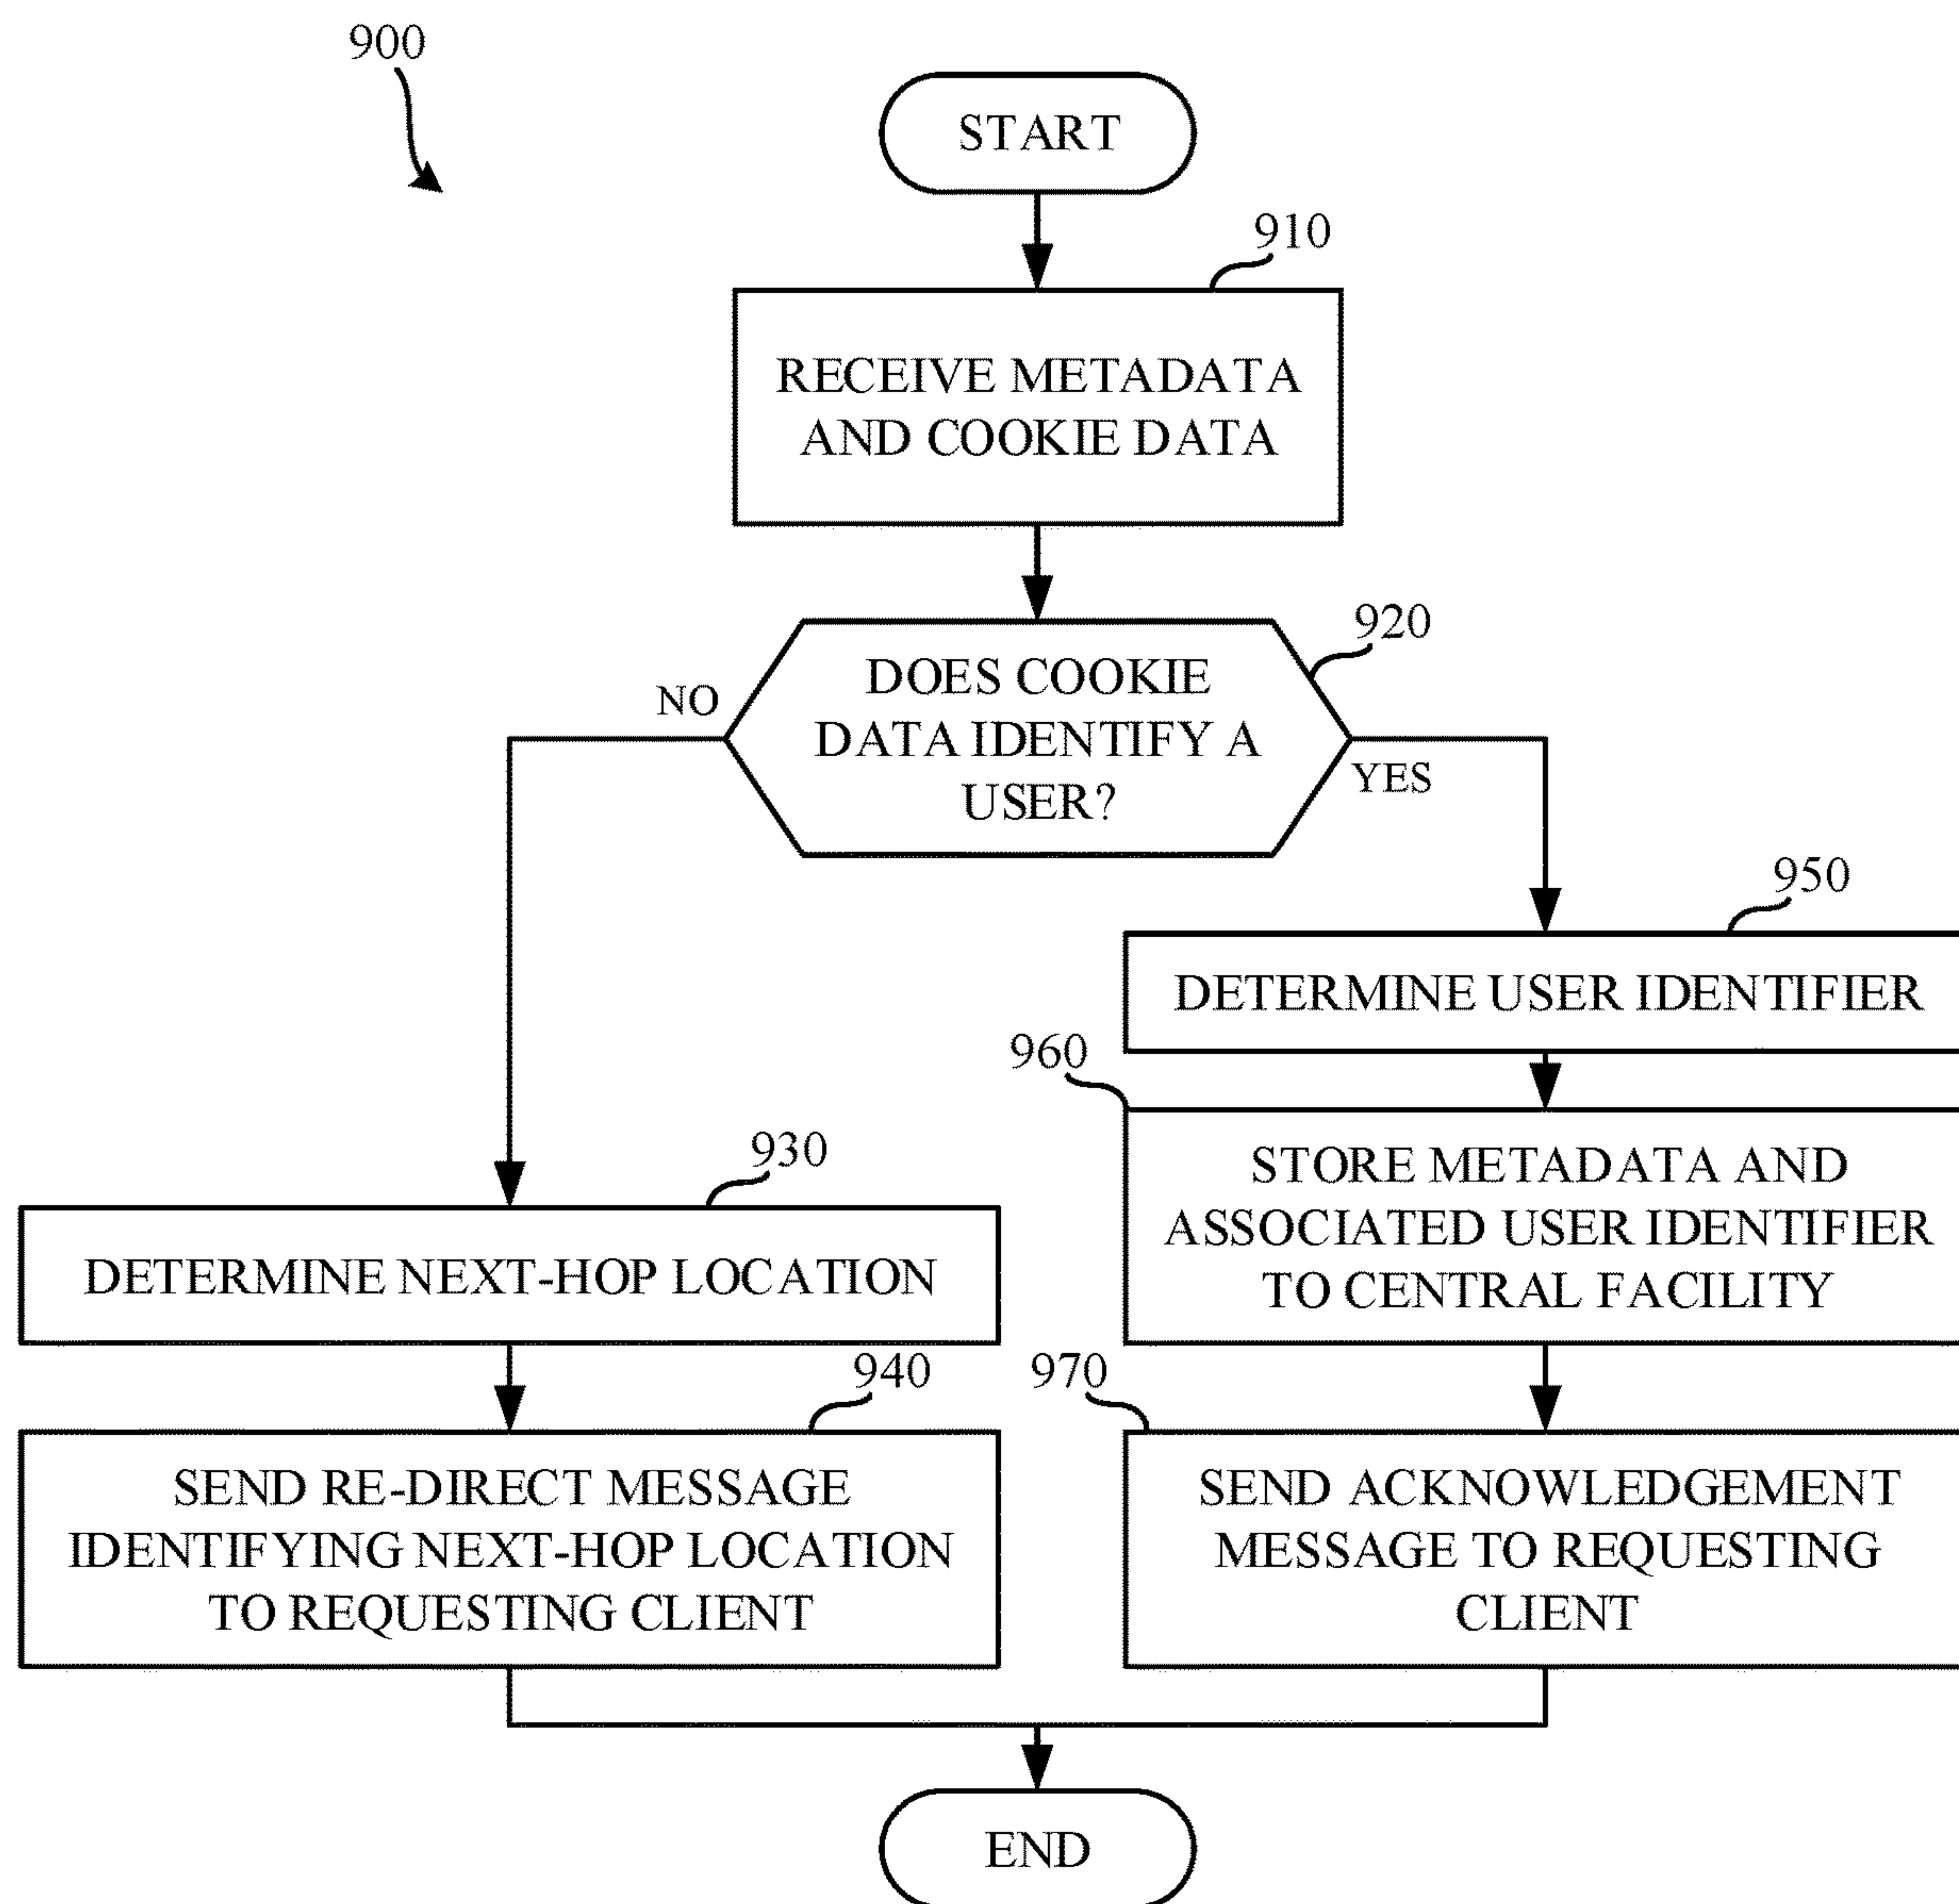 900
START
910
RECEIVE METADATA
AND COOKIE DATA
920
DOES COOKIE
DATA IDENTIFY A
USER?
NO
YES
950
DETERMINE USER IDENTIFIER
960
STORE METADATA AND
ASSOCIATED USER IDENTIFIER
TO CENTRAL FACILITY
930
DETERMINE NEXT-HOP LOCATION
940
SEND RE-DIRECT MESSAGE
IDENTIFYING NEXT-HOP LOCATION
TO REQUESTING CLIENT
970
SEND ACKNOWLEDGEMENT
MESSAGE TO REQUESTING
CLIENT
END